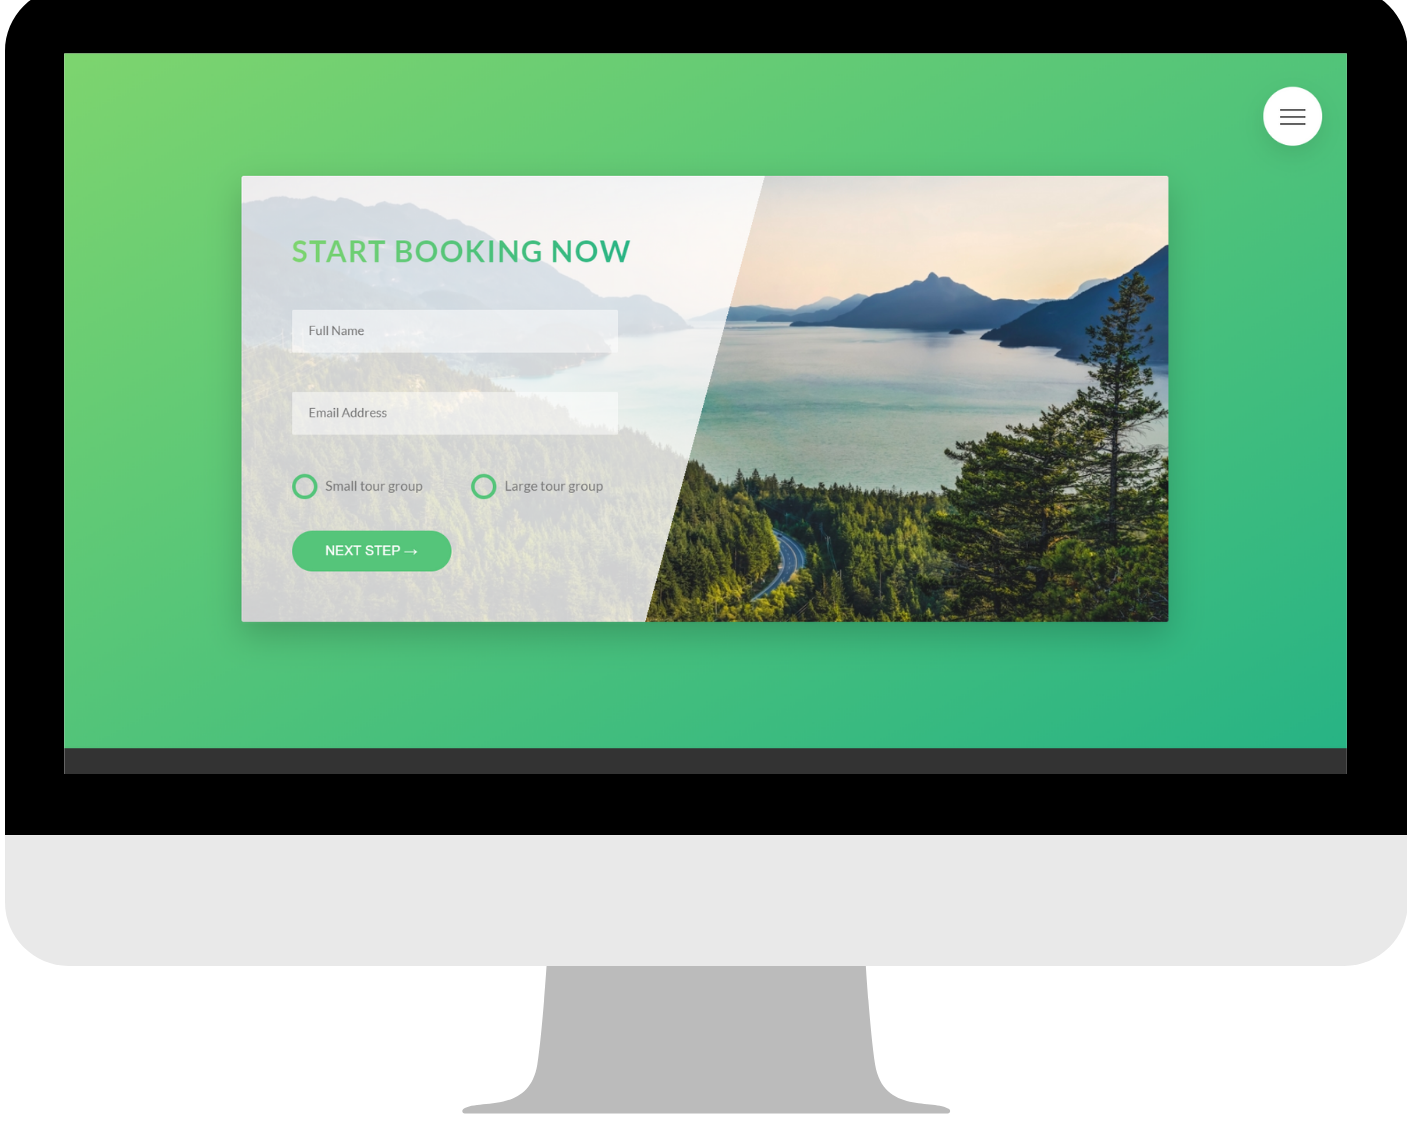 START BOOKING NOW
Full Name
Email Address
Small tour group
Large tour group
NEXT STEP→